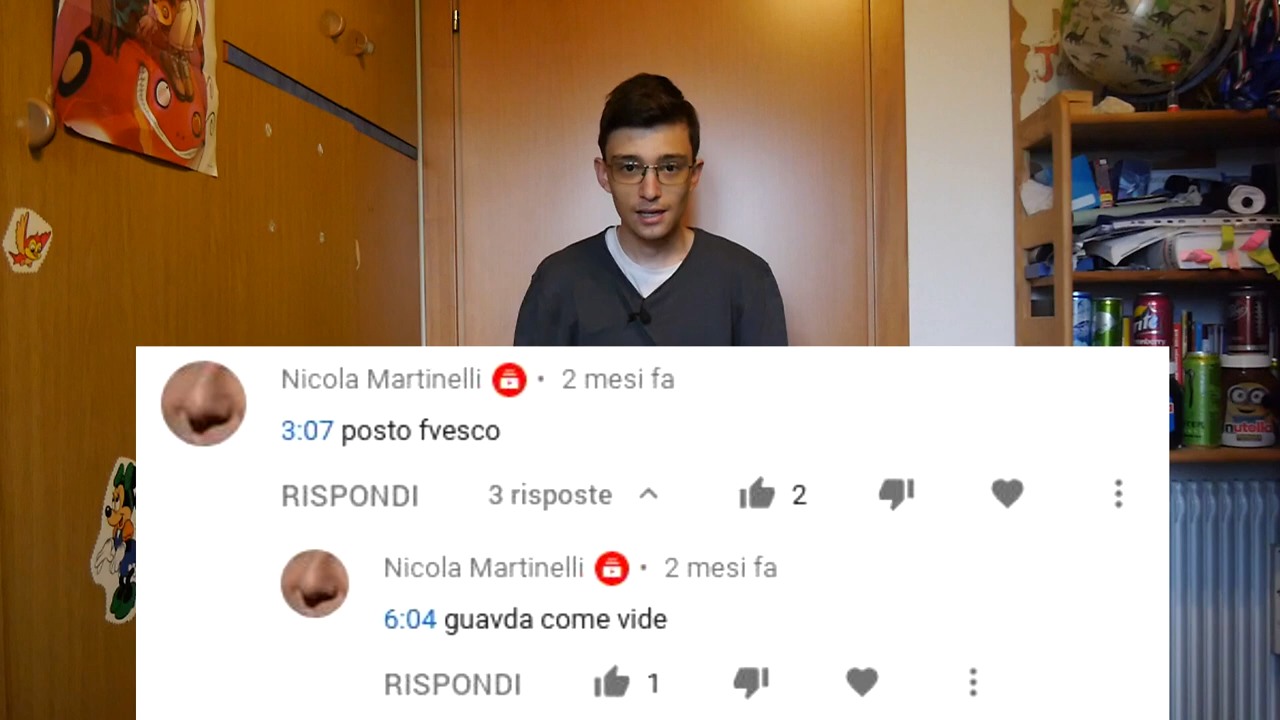 Nicola Martinelli • 2 mesi fa
3:07 posto fvesco
RISPONDI 3 risposte 2
Nicola Martinelli • 2 mesi fa
6:04 guavda come vide
RISPONDI 1
nutella